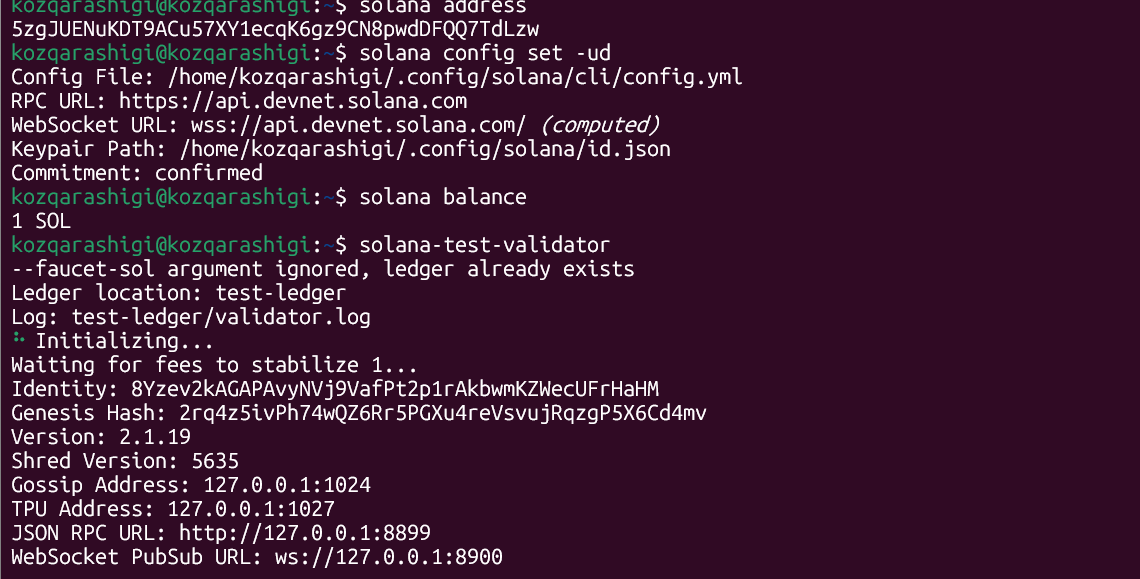 kozqarashigi@kozqarashigi:~$ solana address
5zgJUENuKDT9ACu57XY1ecqK6gz9CN8pwdDFQQ7TdLzw
kozqarashigi@kozqarashigi:~$ solana config set -ud
Config File: /home/kozqarashigi/.config/solana/cli/config.yml
RPC URL: https://api.devnet.solana.com
WebSocket URL: wss://api.devnet.solana.com/ (computed)
Keypair Path: /home/kozqarashigi/.config/solana/id.json
Commitment: confirmed
kozqarashigi@kozqarashigi:~$ solana balance
1 SOL
kozqarashigi@kozqarashigi:~$ solana-test-validator
--faucet-sol argument ignored, ledger already exists
Ledger location: test-ledger
Log: test-ledger/validator.log
⠓ Initializing...
Waiting for fees to stabilize 1...
Identity: 8Yzev2kAGAPAvyNVj9VafPt2p1rAkbwmKZWecUFrHaHM
Genesis Hash: 2rq4z5ivPh74wQZ6Rr5PGXu4reVsvujRqzgP5X6Cd4mv
Version: 2.1.19
Shred Version: 5635
Gossip Address: 127.0.0.1:1024
TPU Address: 127.0.0.1:1027
JSON RPC URL: http://127.0.0.1:8899
WebSocket PubSub URL: ws://127.0.0.1:8900